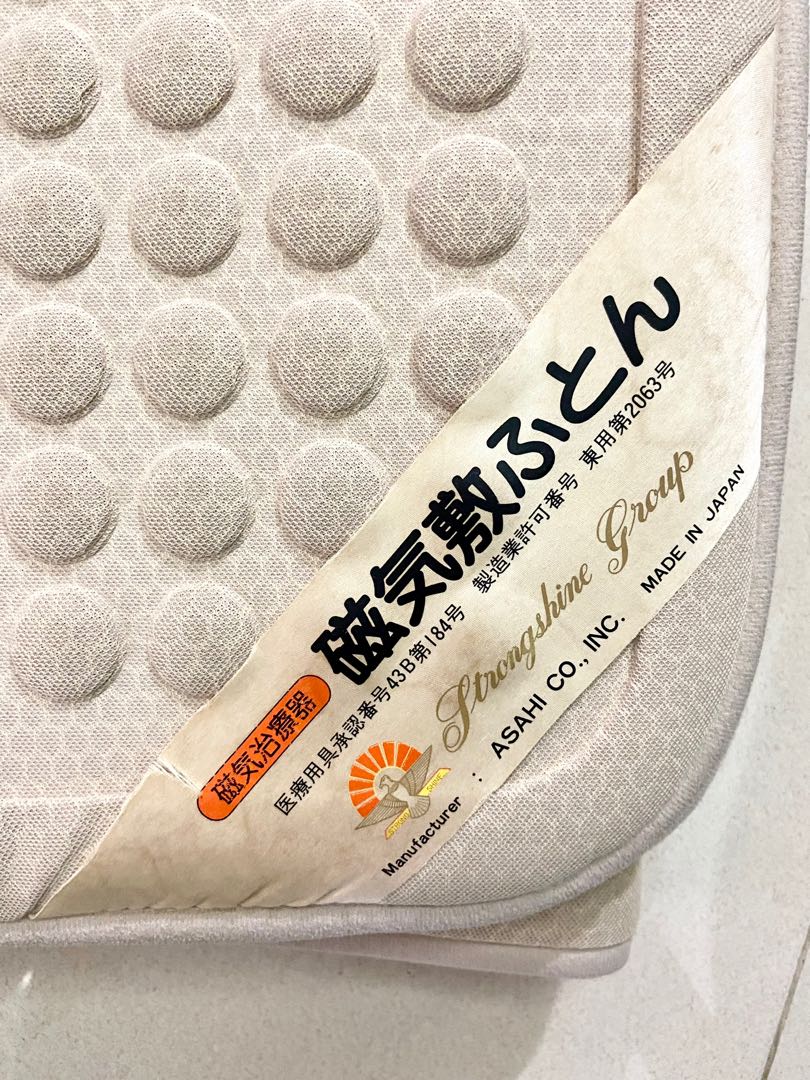 磁気治療器
磁気敷ふとん
医療用具承認番号43B第184号 製造業許可番号 東用第2063号
Strongshine Group
STRONG SHINE
Manufacturer : ASAHI CO., INC. MADE IN JAPAN